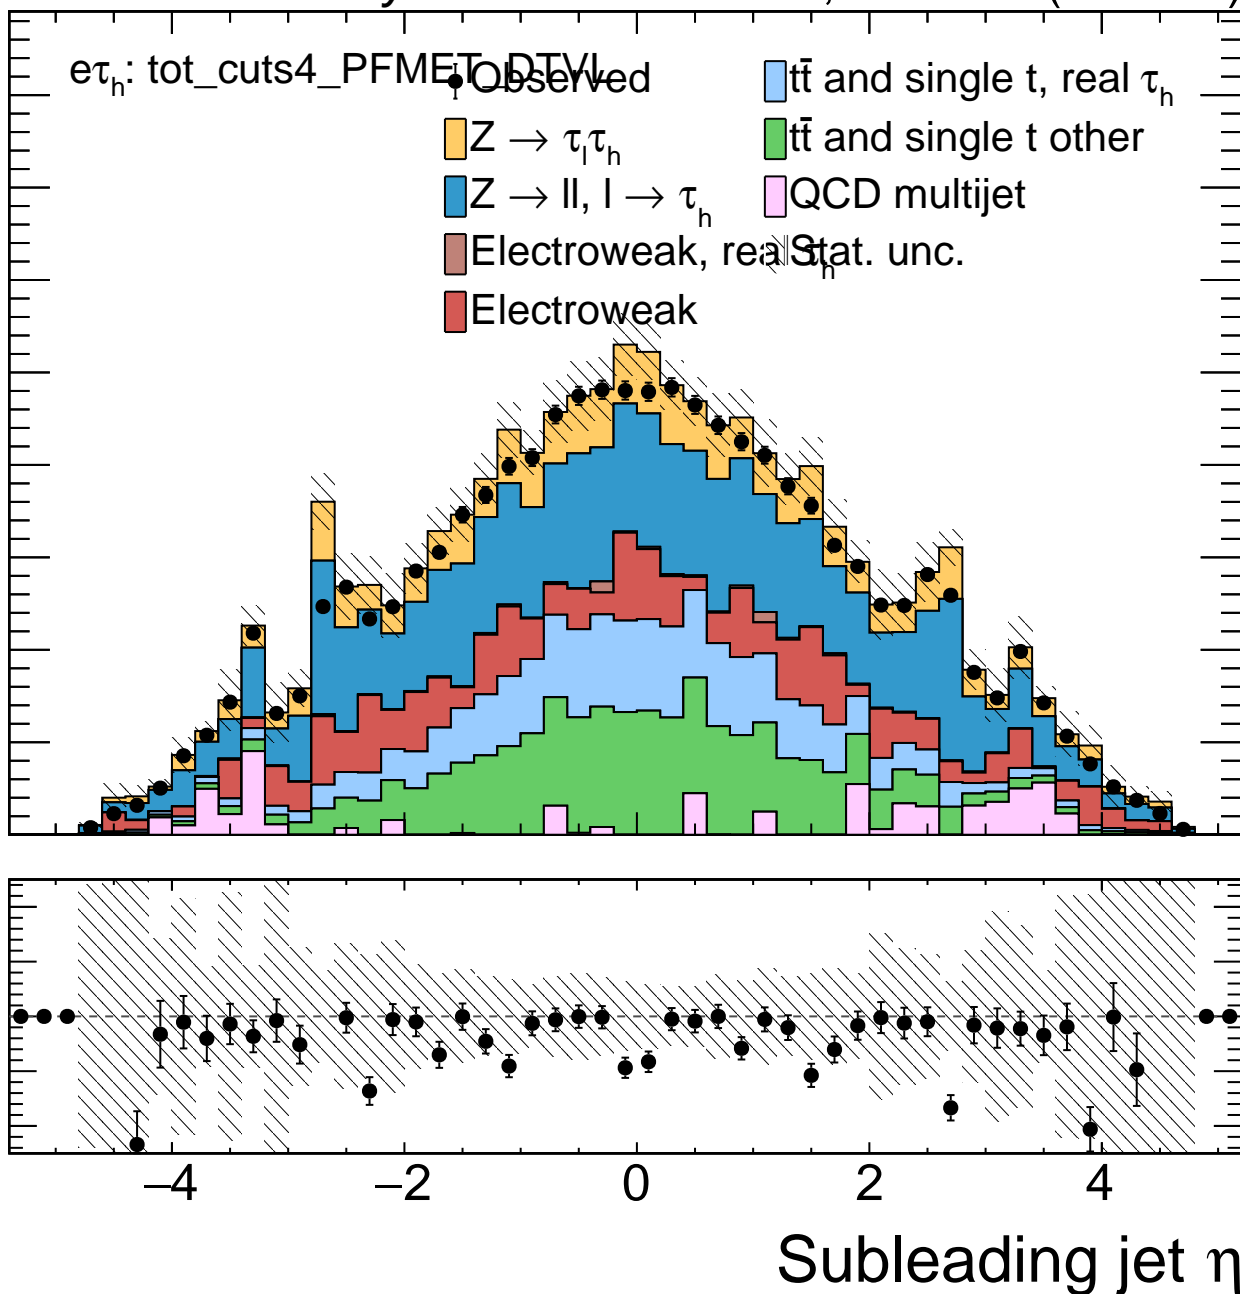 eτh: tot_cuts4_PFMET_DTVL
Observed
Z → τlτh
Z → ll, l → τh
Electroweak, real τh
Electroweak
tt̄ and single t, real τh
tt̄ and single t other
QCD multijet
Stat. unc.
−4 −2 0 2 4
Subleading jet η